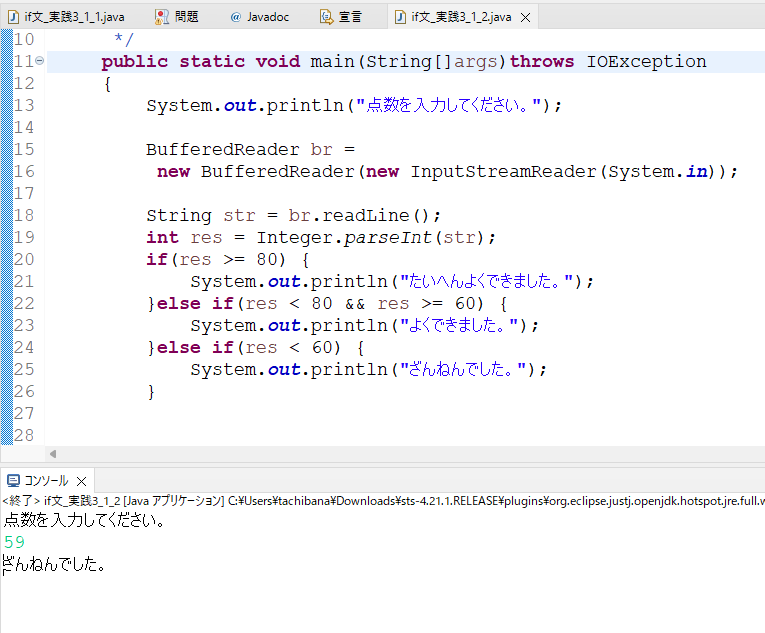 if文_実践3_1_1.java 問題 @ Javadoc 宣言 if文_実践3_1_2.java
10 */
11 public static void main(String[]args)throws IOException
12 {
13 System.out.println("点数を入力してください。");
14
15 BufferedReader br =
16 new BufferedReader(new InputStreamReader(System.in));
17
18 String str = br.readLine();
19 int res = Integer.parseInt(str);
20 if(res >= 80) {
21 System.out.println("たいへんよくできました。");
22 }else if(res < 80 && res >= 60) {
23 System.out.println("よくできました。");
24 }else if(res < 60) {
25 System.out.println("ざんねんでした。");
26 }
27
28
コンソール
<終了> if文_実践3_1_2 [Java アプリケーション] C:¥Users¥tachibana¥Downloads¥sts-4.21.1.RELEASE¥plugins¥org.eclipse.justj.openjdk.hotspot.jre.full.w
点数を入力してください。
59
ざんねんでした。